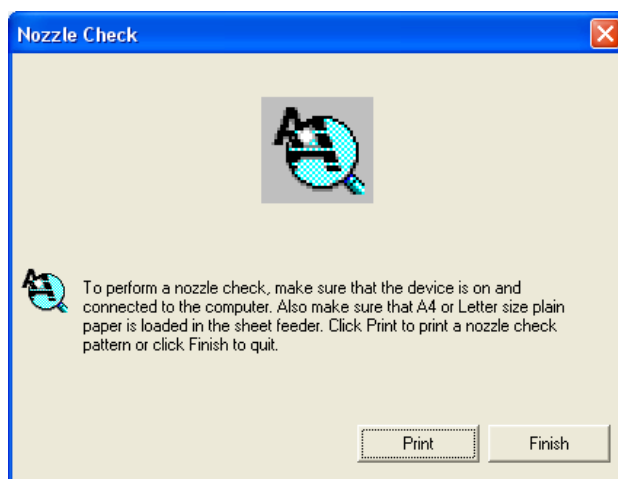 Nozzle Check
To perform a nozzle check, make sure that the device is on and
connected to the computer. Also make sure that A4 or Letter size plain
paper is loaded in the sheet feeder. Click Print to print a nozzle check
pattern or click Finish to quit.
Print
Finish